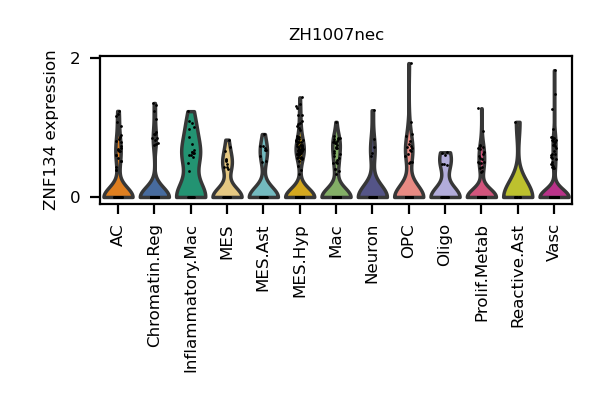 ZH1007nec
ZNF134 expression
2
0
AC
Chromatin.Reg
Inflammatory.Mac
MES
MES.Ast
MES.Hyp
Mac
Neuron
OPC
Oligo
Prolif.Metab
Reactive.Ast
Vasc